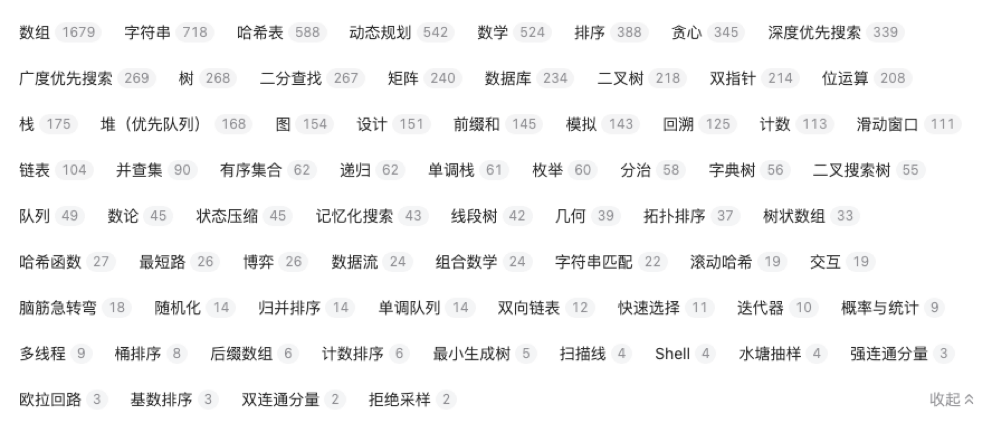 数组 1679 字符串 718 哈希表 588 动态规划 542 数学 524 排序 388 贪心 345 深度优先搜索 339
广度优先搜索 269 树 268 二分查找 267 矩阵 240 数据库 234 二叉树 218 双指针 214 位运算 208
栈 175 堆（优先队列） 168 图 154 设计 151 前缀和 145 模拟 143 回溯 125 计数 113 滑动窗口 111
链表 104 并查集 90 有序集合 62 递归 62 单调栈 61 枚举 60 分治 58 字典树 56 二叉搜索树 55
队列 49 数论 45 状态压缩 45 记忆化搜索 43 线段树 42 几何 39 拓扑排序 37 树状数组 33
哈希函数 27 最短路 26 博弈 26 数据流 24 组合数学 24 字符串匹配 22 滚动哈希 19 交互 19
脑筋急转弯 18 随机化 14 归并排序 14 单调队列 14 双向链表 12 快速选择 11 迭代器 10 概率与统计 9
多线程 9 桶排序 8 后缀数组 6 计数排序 6 最小生成树 5 扫描线 4 Shell 4 水塘抽样 4 强连通分量 3
欧拉回路 3 基数排序 3 双连通分量 2 拒绝采样 2 收起